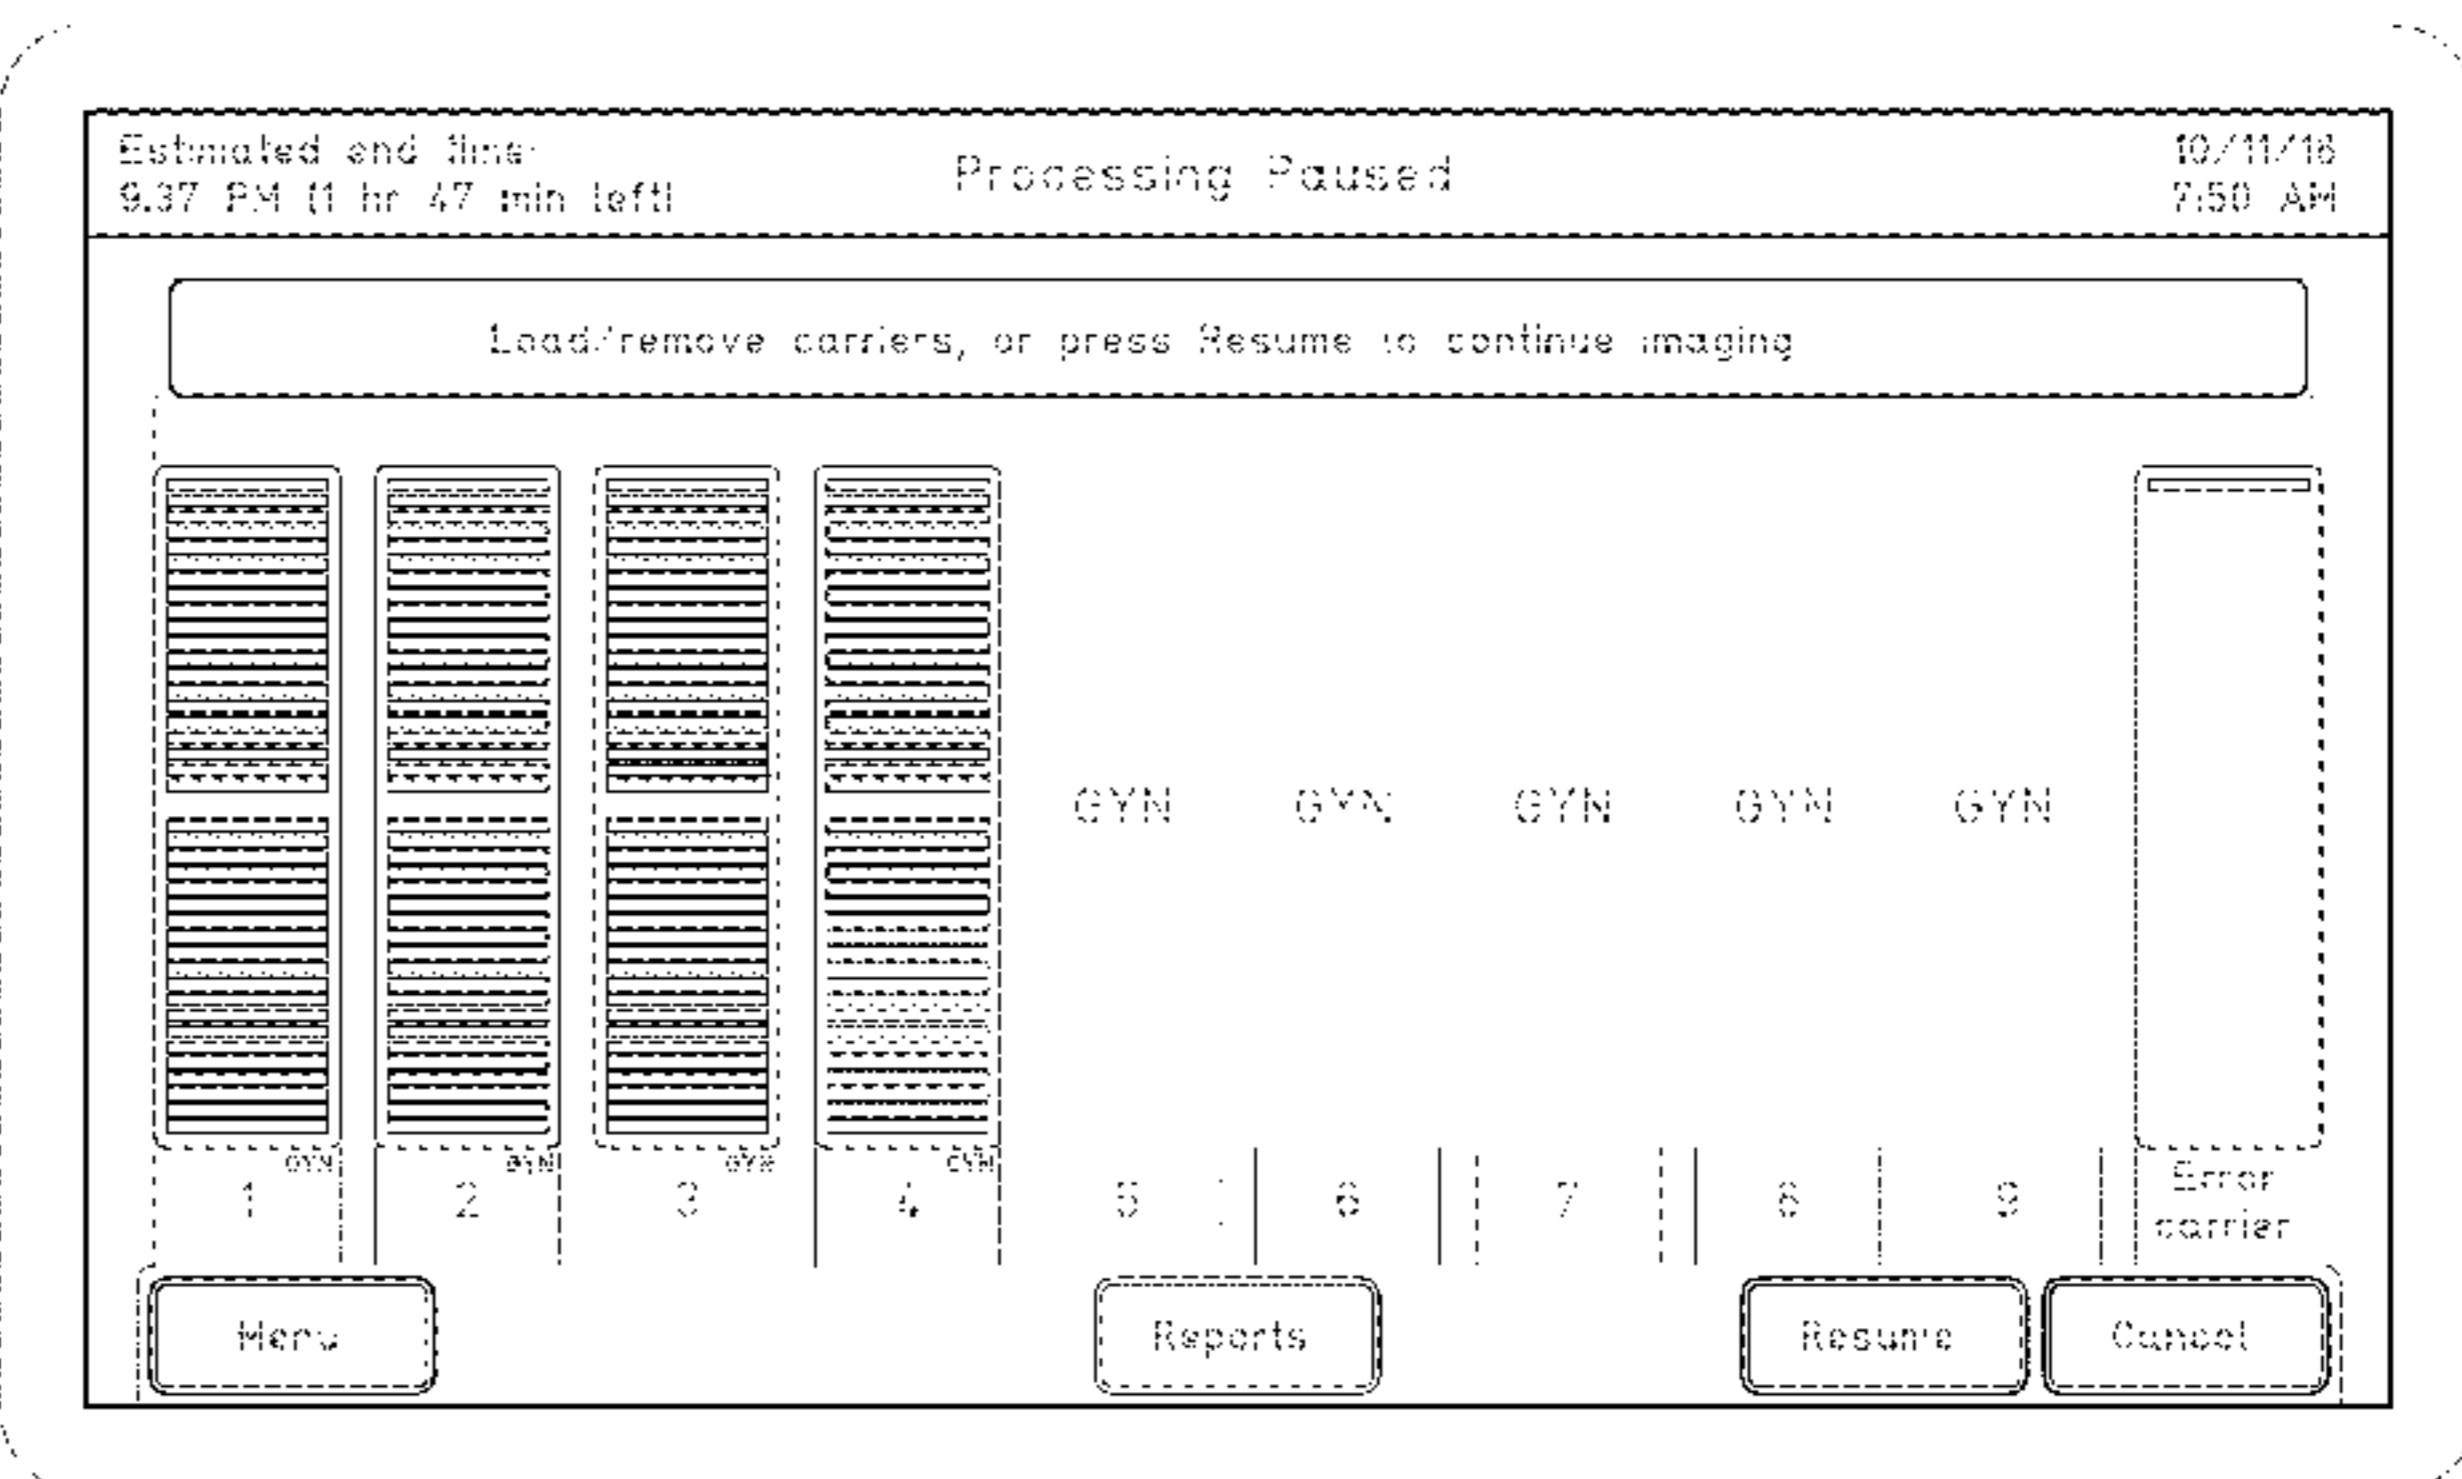 Estimated end time:
9:37 PM (1 hr 47 min left)
Processing Paused
10/11/16
7:50 AM
Load/remove carriers, or press Resume to continue imaging
GYN GYN GYN GYN GYN
GYN GYN GYN GYN
1 2 3 4 5 6 7 8 9
Error
carrier
Menu Reports Resume Cancel